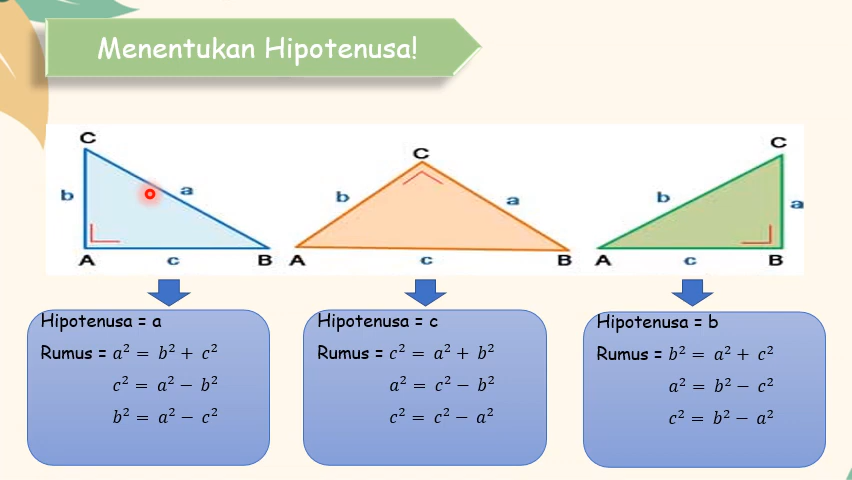 Menentukan Hipotenusa!
C
b
a
A
c
B
C
b
a
A
c
B
C
b
a
A
c
B
Hipotenusa = a
Rumus = 𝑎² = 𝑏² + 𝑐²
𝑐² = 𝑎² − 𝑏²
𝑏² = 𝑎² − 𝑐²
Hipotenusa = c
Rumus = 𝑐² = 𝑎² + 𝑏²
𝑎² = 𝑐² − 𝑏²
𝑐² = 𝑐² − 𝑎²
Hipotenusa = b
Rumus = 𝑏² = 𝑎² + 𝑐²
𝑎² = 𝑏² − 𝑐²
𝑐² = 𝑏² − 𝑎²